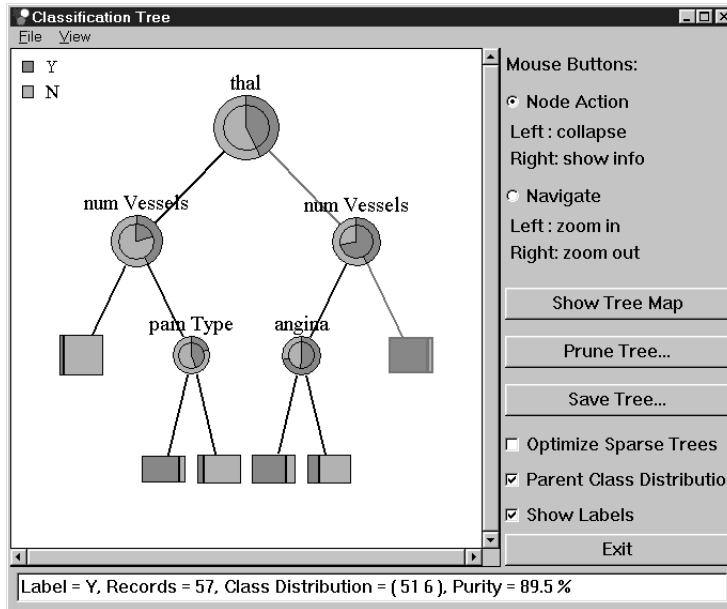 Classification Tree
File View
Y
N
thal
num Vessels
num Vessels
pain Type
angina
Mouse Buttons:
Node Action
Left : collapse
Right: show info
Navigate
Left : zoom in
Right: zoom out
Show Tree Map
Prune Tree...
Save Tree...
Optimize Sparse Trees
Parent Class Distributio
Show Labels
Exit
Label = Y, Records = 57, Class Distribution = ( 51 6 ), Purity = 89.5 %